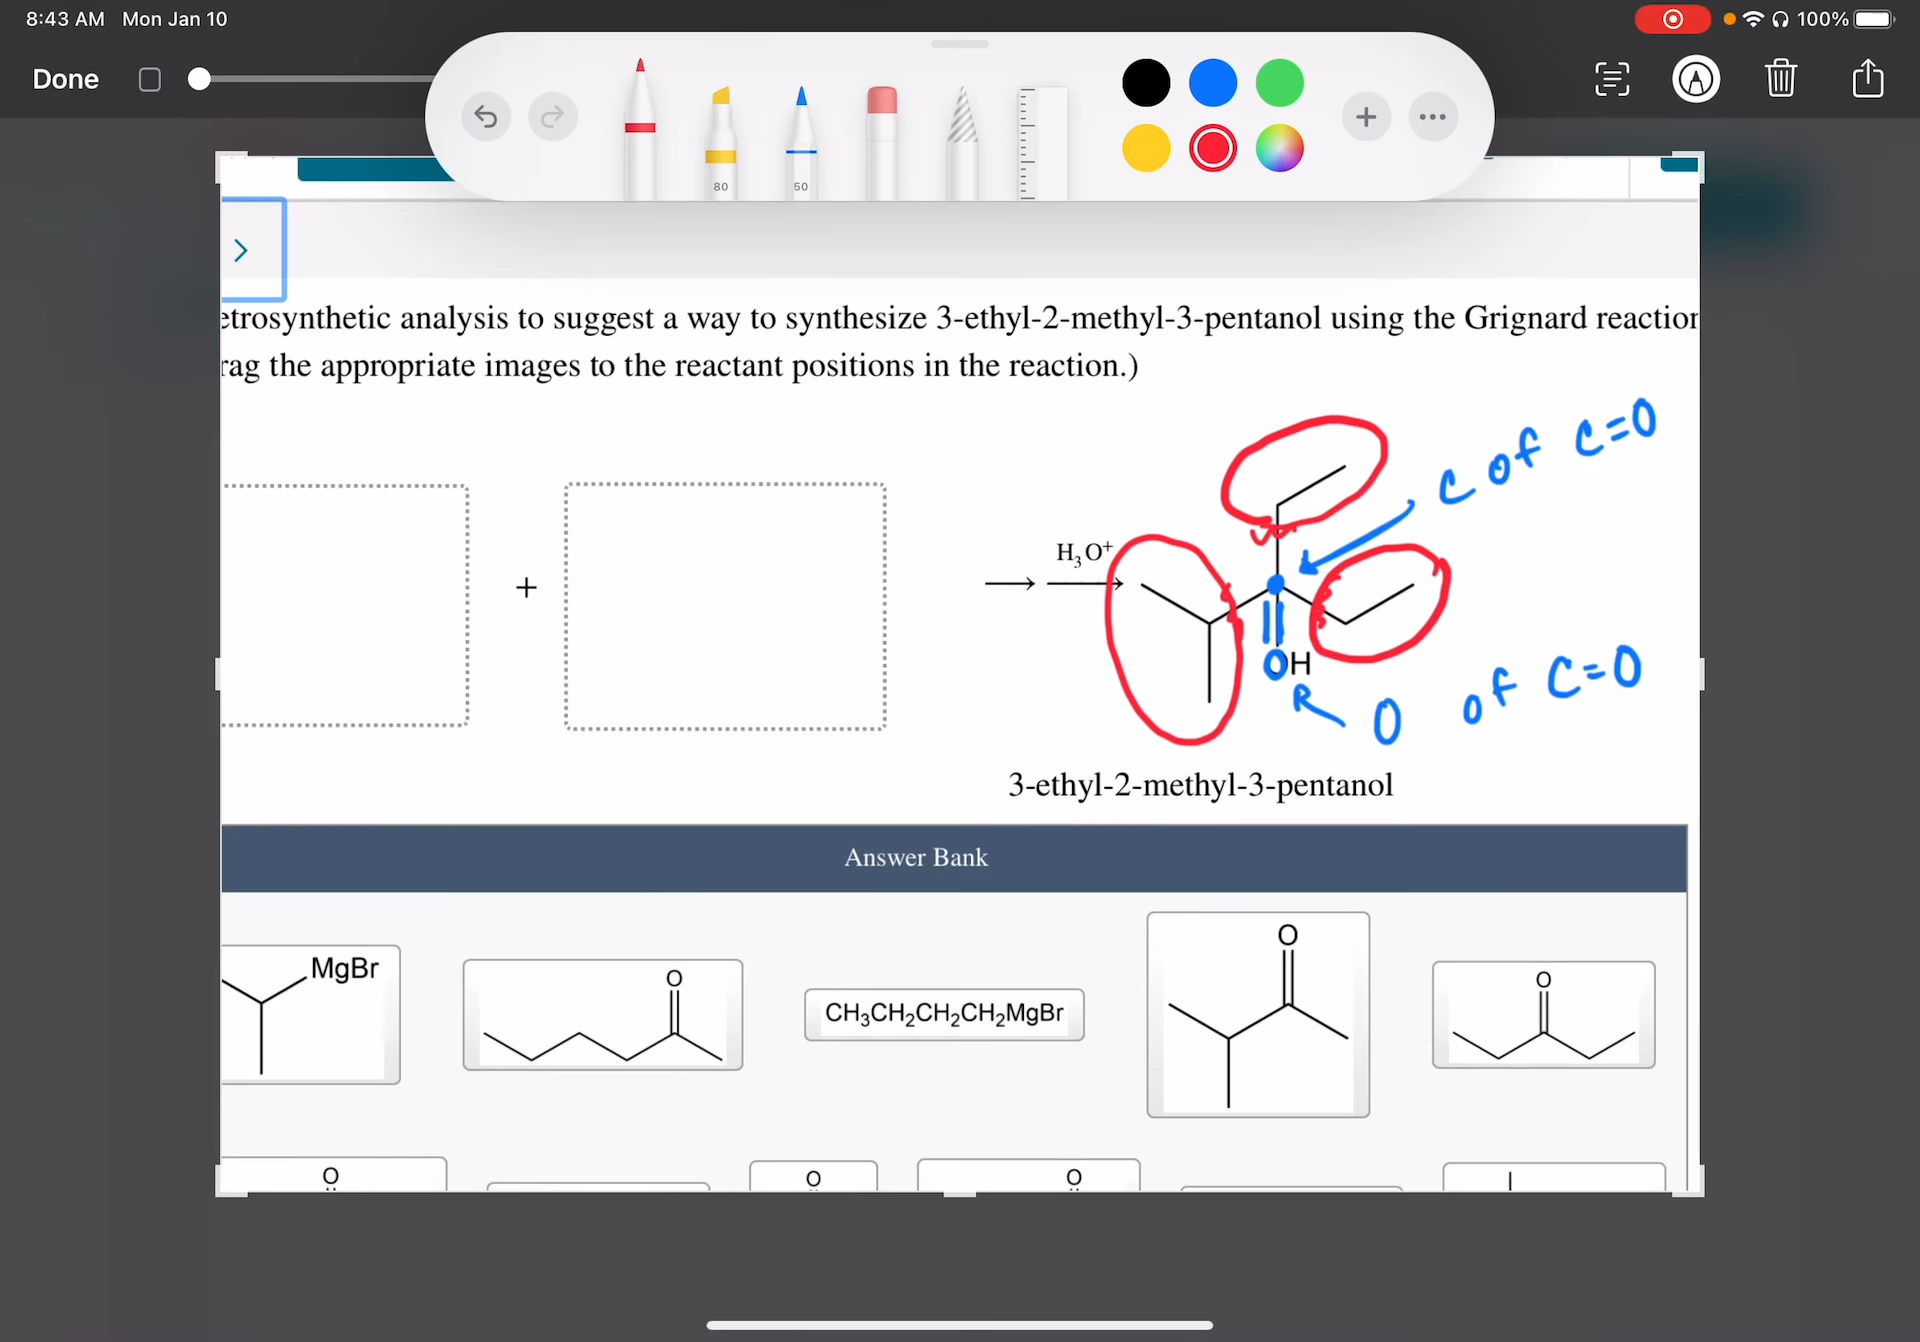 8:43 AM Mon Jan 10
100%
Done
80
50
etrosynthetic analysis to suggest a way to synthesize 3-ethyl-2-methyl-3-pentanol using the Grignard reaction
rag the appropriate images to the reactant positions in the reaction.)
C of C=O
+
H₃O⁺
OH
O of C=O
3-ethyl-2-methyl-3-pentanol
Answer Bank
MgBr
O
CH₃CH₂CH₂CH₂MgBr
O
O
O
O
O